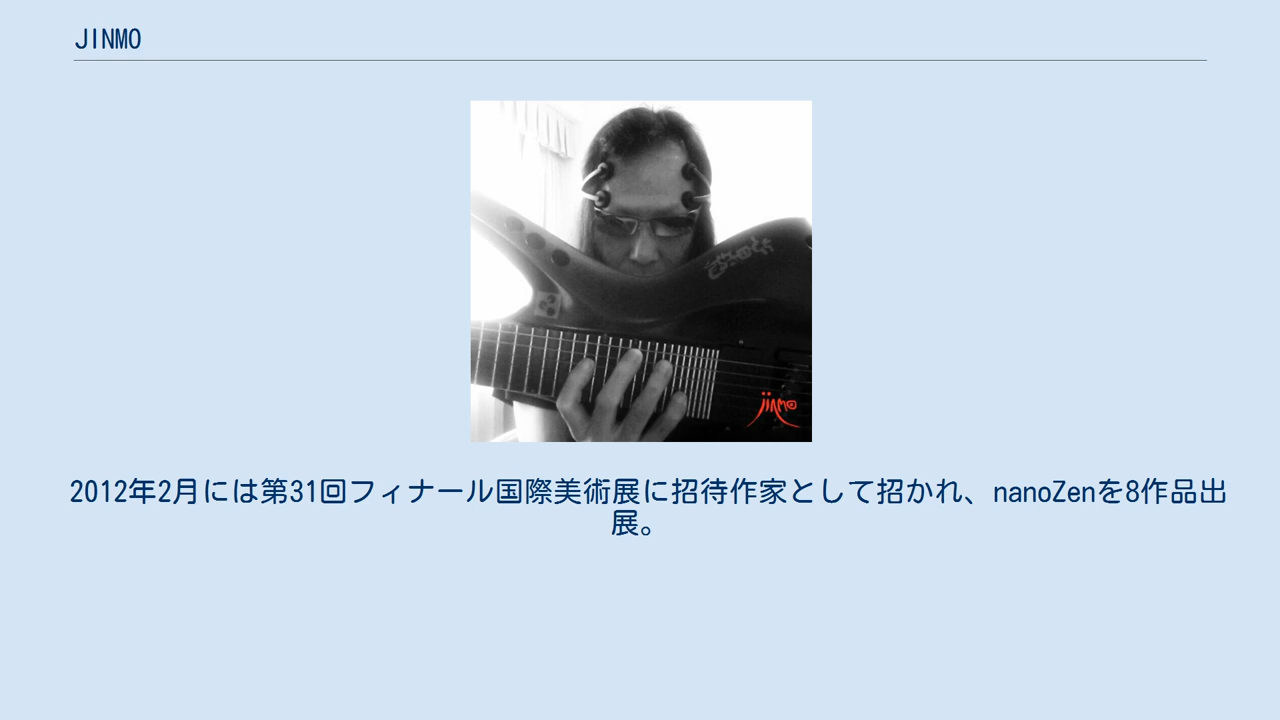 JINMO
jinmo
2012年2月には第31回フィナール国際美術展に招待作家として招かれ、nanoZenを8作品出
展。